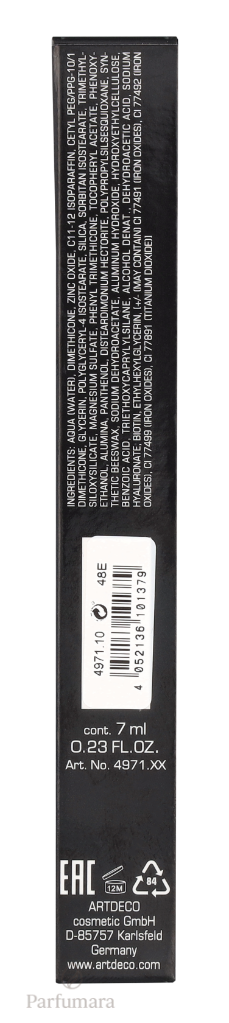 INGREDIENTS: AQUA (WATER), DIMETHICONE, ZINC OXIDE, C11-12 ISOPARAFFIN, CETYL PEG/PPG-10/1
DIMETHICONE, GLYCERIN, POLYGLYCERYL-4 ISOSTEARATE, SILICA, SORBITAN ISOSTEARATE, TRIMETHYL-
SILOXYSILICATE, MAGNESIUM SULFATE, PHENYL TRIMETHICONE, TOCOPHERYL ACETATE, PHENOXY-
ETHANOL, ALUMINA, PANTHENOL, DISTEARDIMONIUM HECTORITE, POLYPROPYLSILSESQUIOXANE, SYN-
THETIC BEESWAX, SODIUM DEHYDROACETATE, ALUMINUM HYDROXIDE, HYDROXYETHYLCELLULOSE,
BENZOIC ACID, TRIETHOXYCAPRYLYLSILANE, ALCOHOL DENAT., DEHYDROACETIC ACID, SODIUM
HYALURONATE, BIOTIN, ETHYLHEXYLGLYCERIN, [+/- (MAY CONTAIN) CI 77491 (IRON OXIDES), CI 77492 (IRON
OXIDES), CI 77499 (IRON OXIDES), CI 77891 (TITANIUM DIOXIDE)]
4971.10 48E
4 052136 101379
cont. 7 ml
0.23 FL.OZ.
Art. No. 4971.XX
EAC 12M 84
ARTDECO
cosmetic GmbH
D-85757 Karlsfeld
Germany
www.artdeco.com
Parfumara